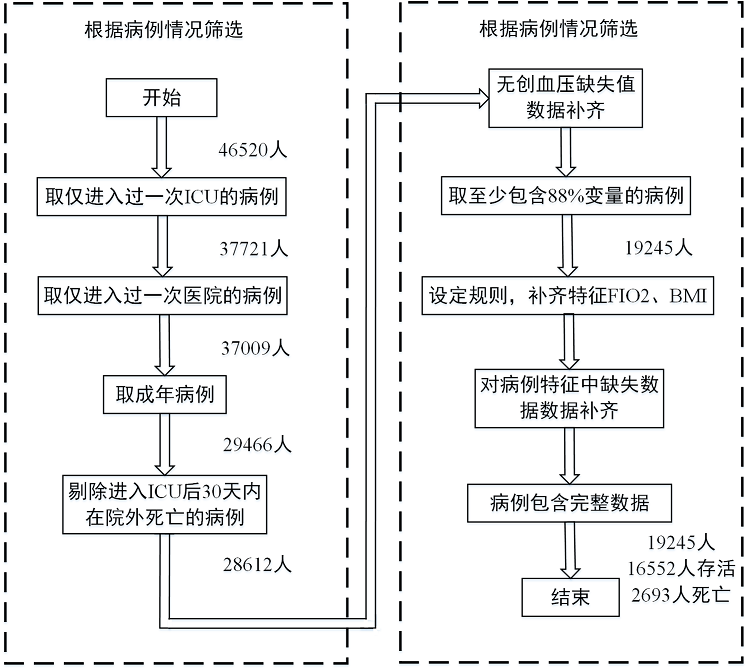 根据病例情况筛选
开始
46520人
取仅进入过一次ICU的病例
37721人
取仅进入过一次医院的病例
37009人
取成年病例
29466人
剔除进入ICU后30天内
在院外死亡的病例
28612人
根据病例情况筛选
无创血压缺失值
数据补齐
取至少包含88%变量的病例
19245人
设定规则，补齐特征FIO2、BMI
对病例特征中缺失数
据数据补齐
病例包含完整数据
19245人
16552人存活
2693人死亡
结束